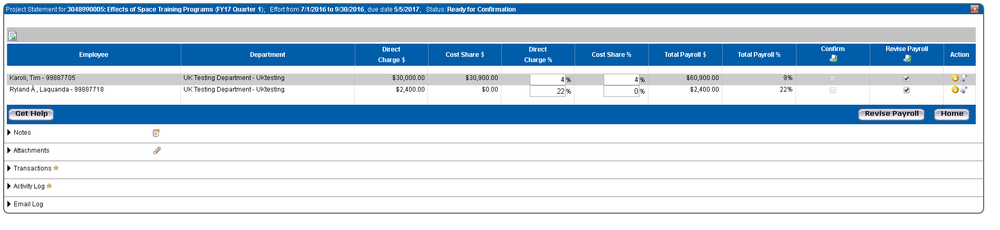 Project Statement for 3048990005: Effects of Space Training Programs (FY17 Quarter 1); Effort from 7/1/2016 to 9/30/2016, due date 5/5/2017; Status: Ready for Confirmation
Employee Department Direct Charge $ Cost Share $ Direct Charge % Cost Share % Total Payroll $ Total Payroll % Confirm Revise Payroll Action
Karoli, Tim - 99887705 UK Testing Department - UKtesting $30,000.00 $30,900.00 4 % 4 % $60,900.00 9%
Ryland Â , Laquanda - 99887718 UK Testing Department - UKtesting $2,400.00 $0.00 22 % 0 % $2,400.00 22%
Get Help Revise Payroll Home
Notes
Attachments
Transactions
Activity Log
Email Log